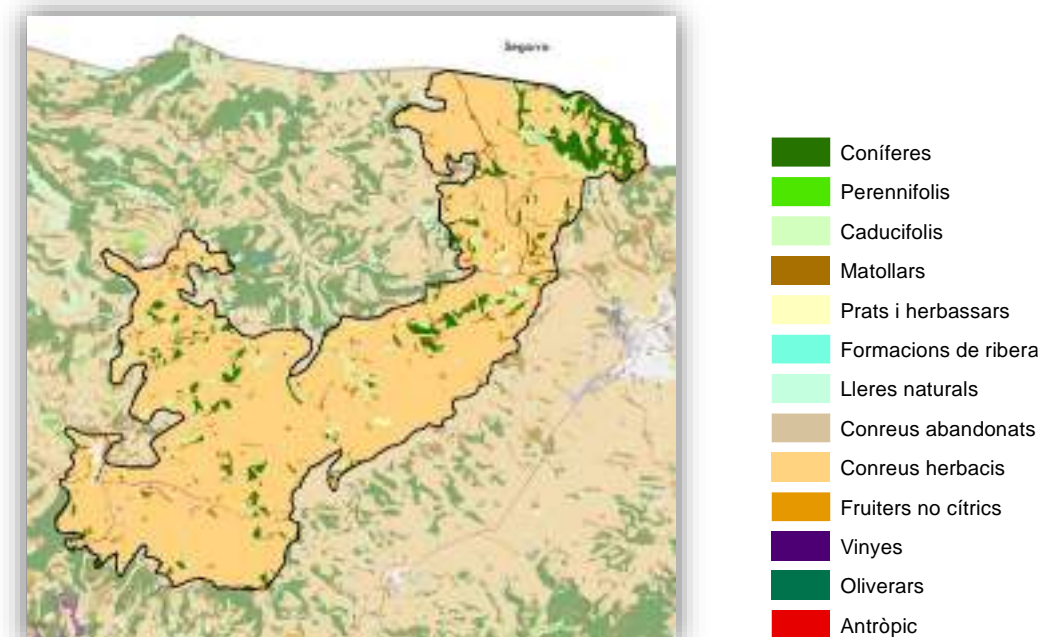 Segarra
Coníferes
Perennifolis
Caducifolis
Matollars
Prats i herbassars
Formacions de ribera
Lleres naturals
Conreus abandonats
Conreus herbacis
Fruiters no cítrics
Vinyes
Oliverars
Antròpic